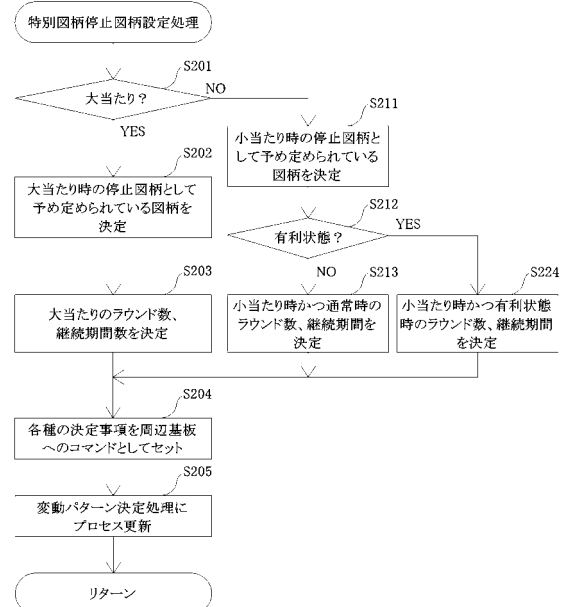 特別図柄停止図柄設定処理
S201
大当たり？
NO
YES
S211
小当たり時の停止図柄と
して予め定められている
図柄を決定
S202
大当たり時の停止図柄として
予め定められている図柄を
決定
S212
有利状態？
YES
NO
S203
大当たりのラウンド数、
継続期間数を決定
S213
小当たり時かつ通常時の
ラウンド数、継続期間を
決定
S224
小当たり時かつ有利状態
時のラウンド数、継続期間
を決定
S204
各種の決定事項を周辺基板
へのコマンドとしてセット
S205
変動パターン決定処理に
プロセス更新
リターン